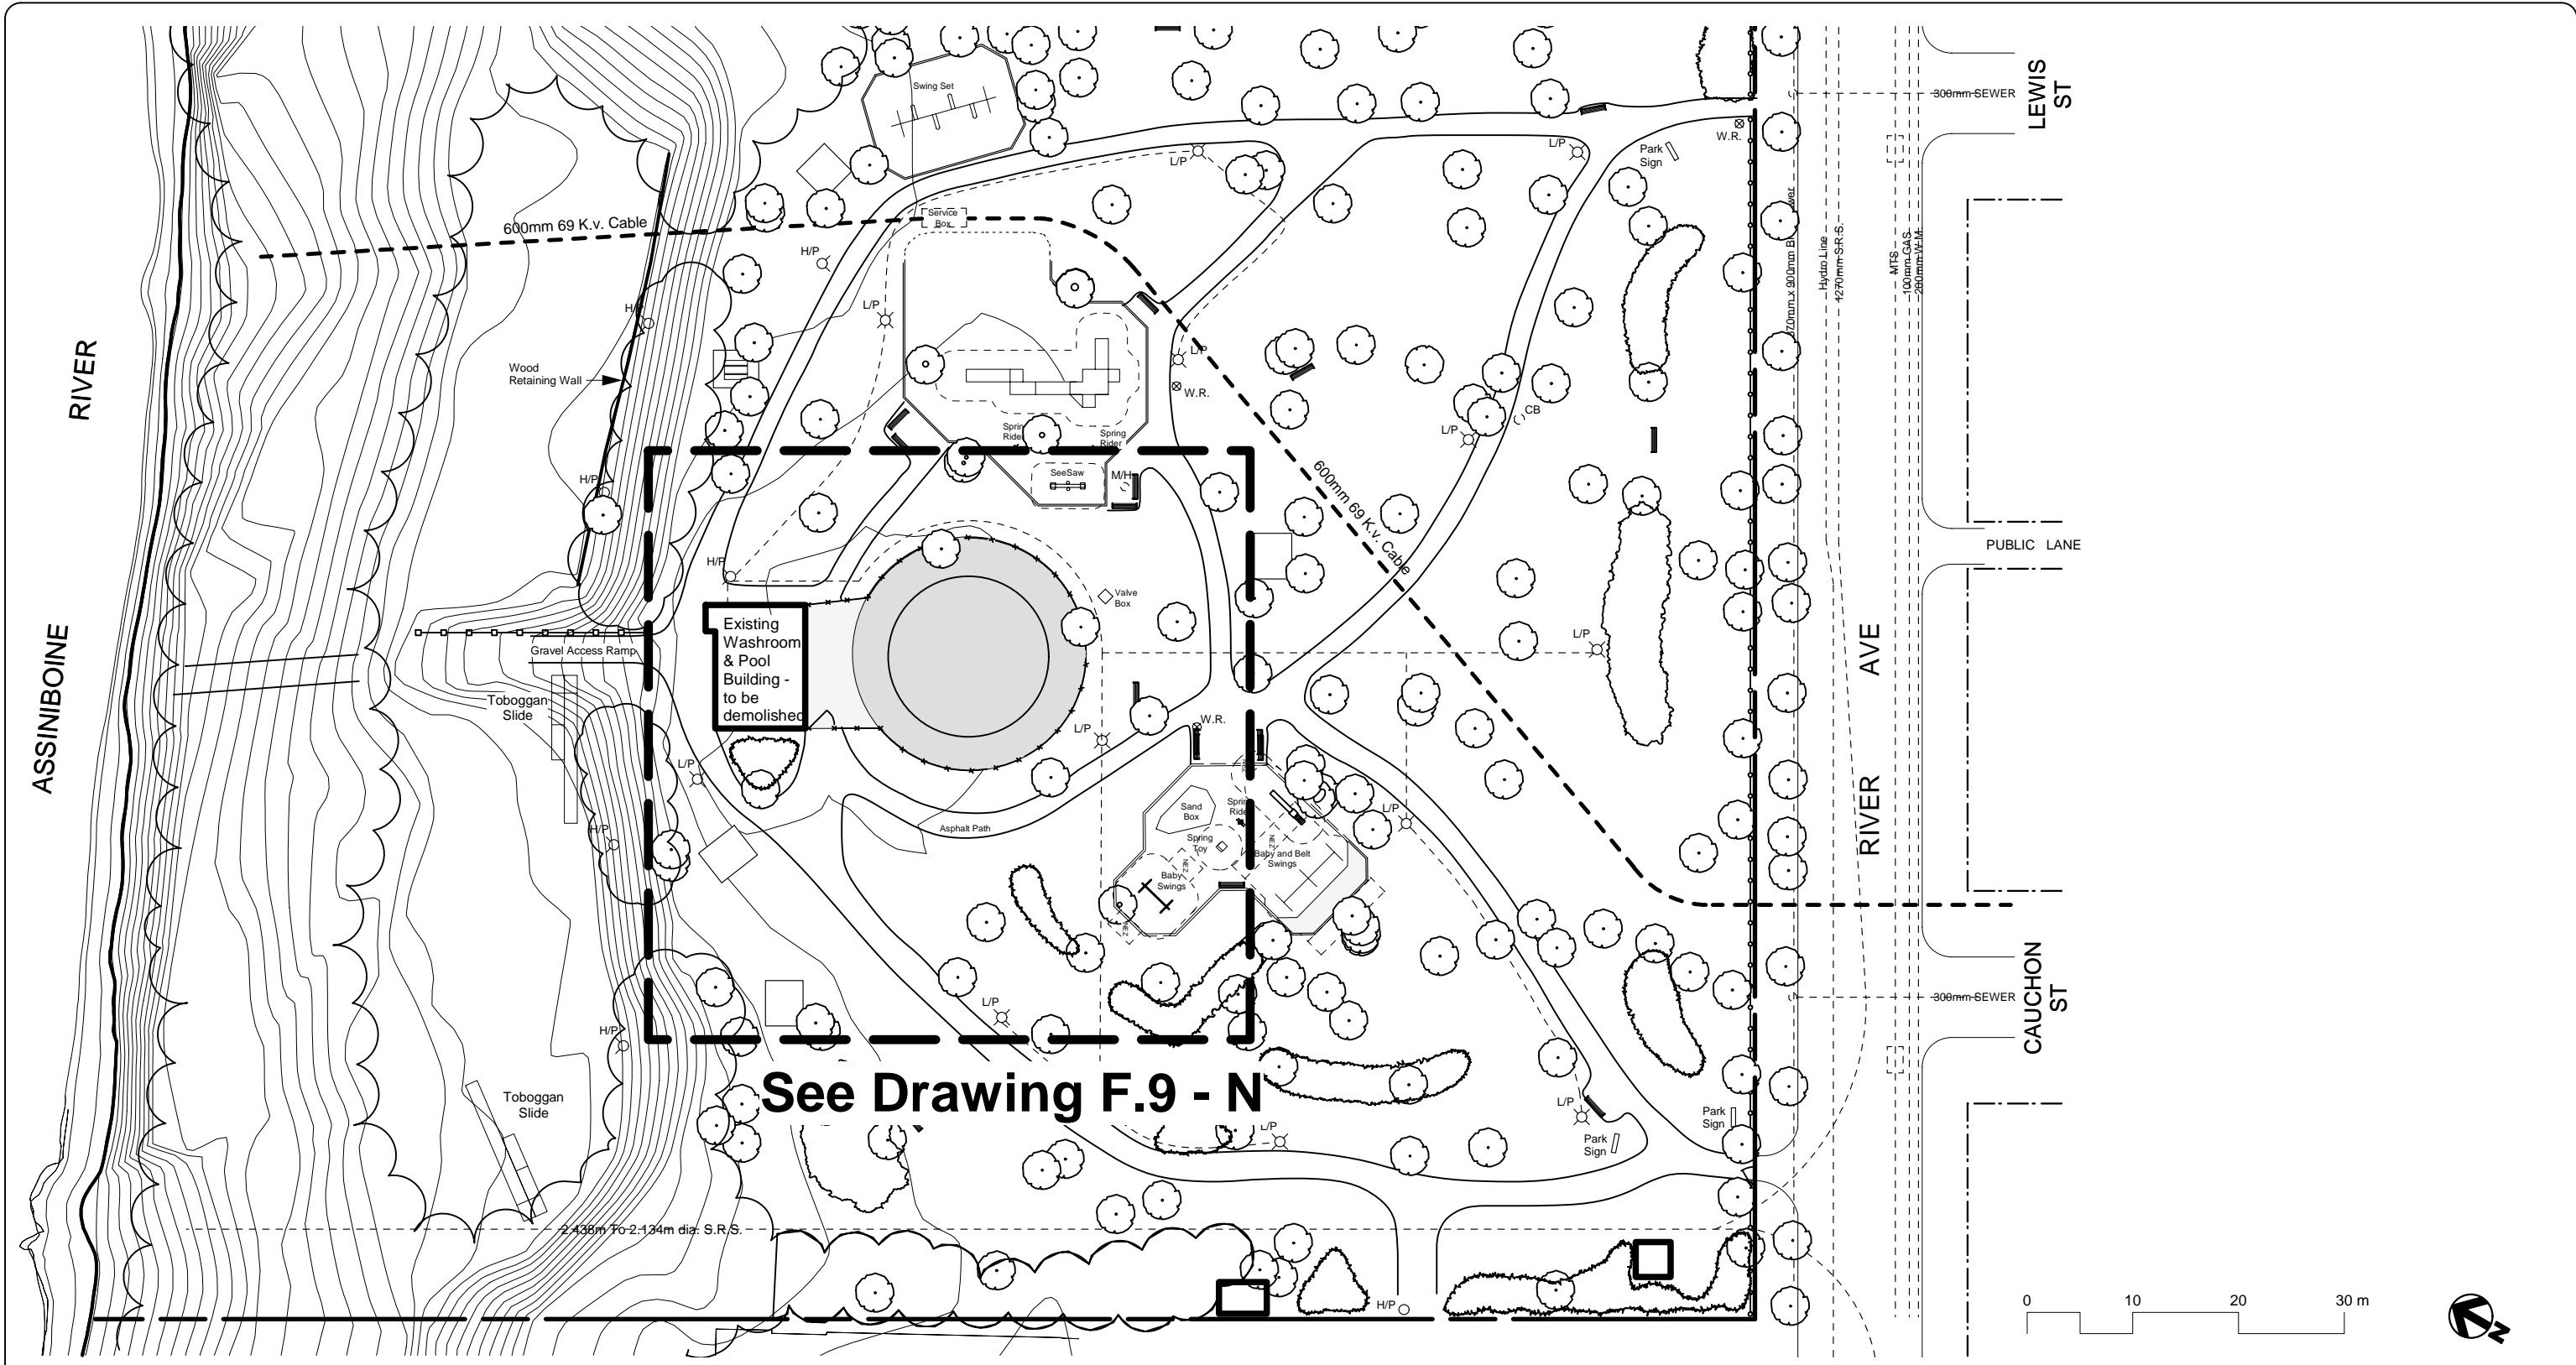 Swing Set
LEWIS
ST
300mm SEWER
W.R.
L/P
L/P
Park
Sign
Service
Box
600mm 69 K.v. Cable
H/P
L/P
H/P
Hydro Line
1270mm S.R.S.
MTS
100mm GAS
200mm W.M.
RIVER
Wood
Retaining Wall
L/P
W.R.
CB
L/P
Spring
Rider
SeeSaw
M/H
H/P
600mm 69 K.v. Cable
PUBLIC LANE
H/P
Valve
Box
Existing
Washroom
& Pool
Building -
to be
demolished
Gravel Access Ramp
L/P
ASSINIBOINE
Toboggan
Slide
AVE
RIVER
W.R.
L/P
L/P
Sand
Box
L/P
H/P
Asphalt Path
Spring
Toy
NEZ
NEZ
Baby and Belt
Swings
Baby
Swings
NEZ
300mm SEWER
CAUCHON
ST
L/P
H/P
See Drawing F.9 - N
Toboggan
Slide
L/P
Park
Sign
Park
Sign
L/P
2.438m To 2.134m dia. S.R.S.
H/P
0 10 20 30 m
N